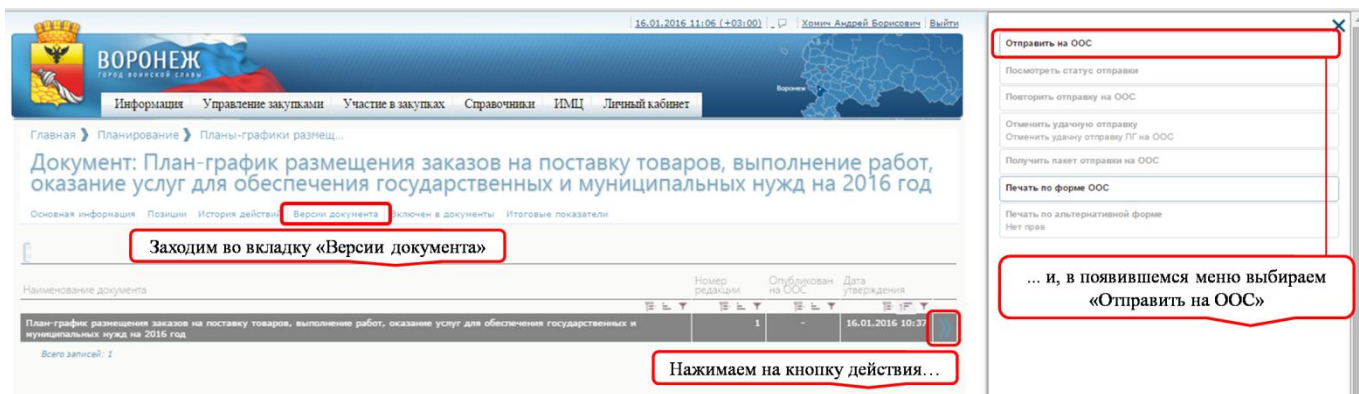 16.01.2016 11:06 (+03:00)
Хомич Андрей Борисович
Выйти
ВОРОНЕЖ
ГОРОД ВОИНСКОЙ СЛАВЫ
Воронеж
Информация Управление закупками Участие в закупках Справочники ИМЦ Личный кабинет
Главная ❯ Планирование ❯ Планы-графики размещ...
Документ: План-график размещения заказов на поставку товаров, выполнение работ,
оказание услуг для обеспечения государственных и муниципальных нужд на 2016 год
Основная информация Позиции История действий Версии документа Включен в документы Итоговые показатели
Заходим во вкладку «Версии документа»
Наименование документа
Номер редакции
Опубликован на ООС
Дата утверждения
План-график размещения заказов на поставку товаров, выполнение работ, оказание услуг для обеспечения государственных и
муниципальных нужд на 2016 год
1
–
16.01.2016 10:37
Всего записей: 1
Нажимаем на кнопку действия…
Отправить на ООС
Посмотреть статус отправки
Повторить отправку на ООС
Отменить удачную отправку
Отменить удачну отправку ПГ на ООС
Получить пакет отправки на ООС
Печать по форме ООС
Печать по альтернативной форме
Нет прав
... и, в появившемся меню выбираем
«Отправить на ООС»